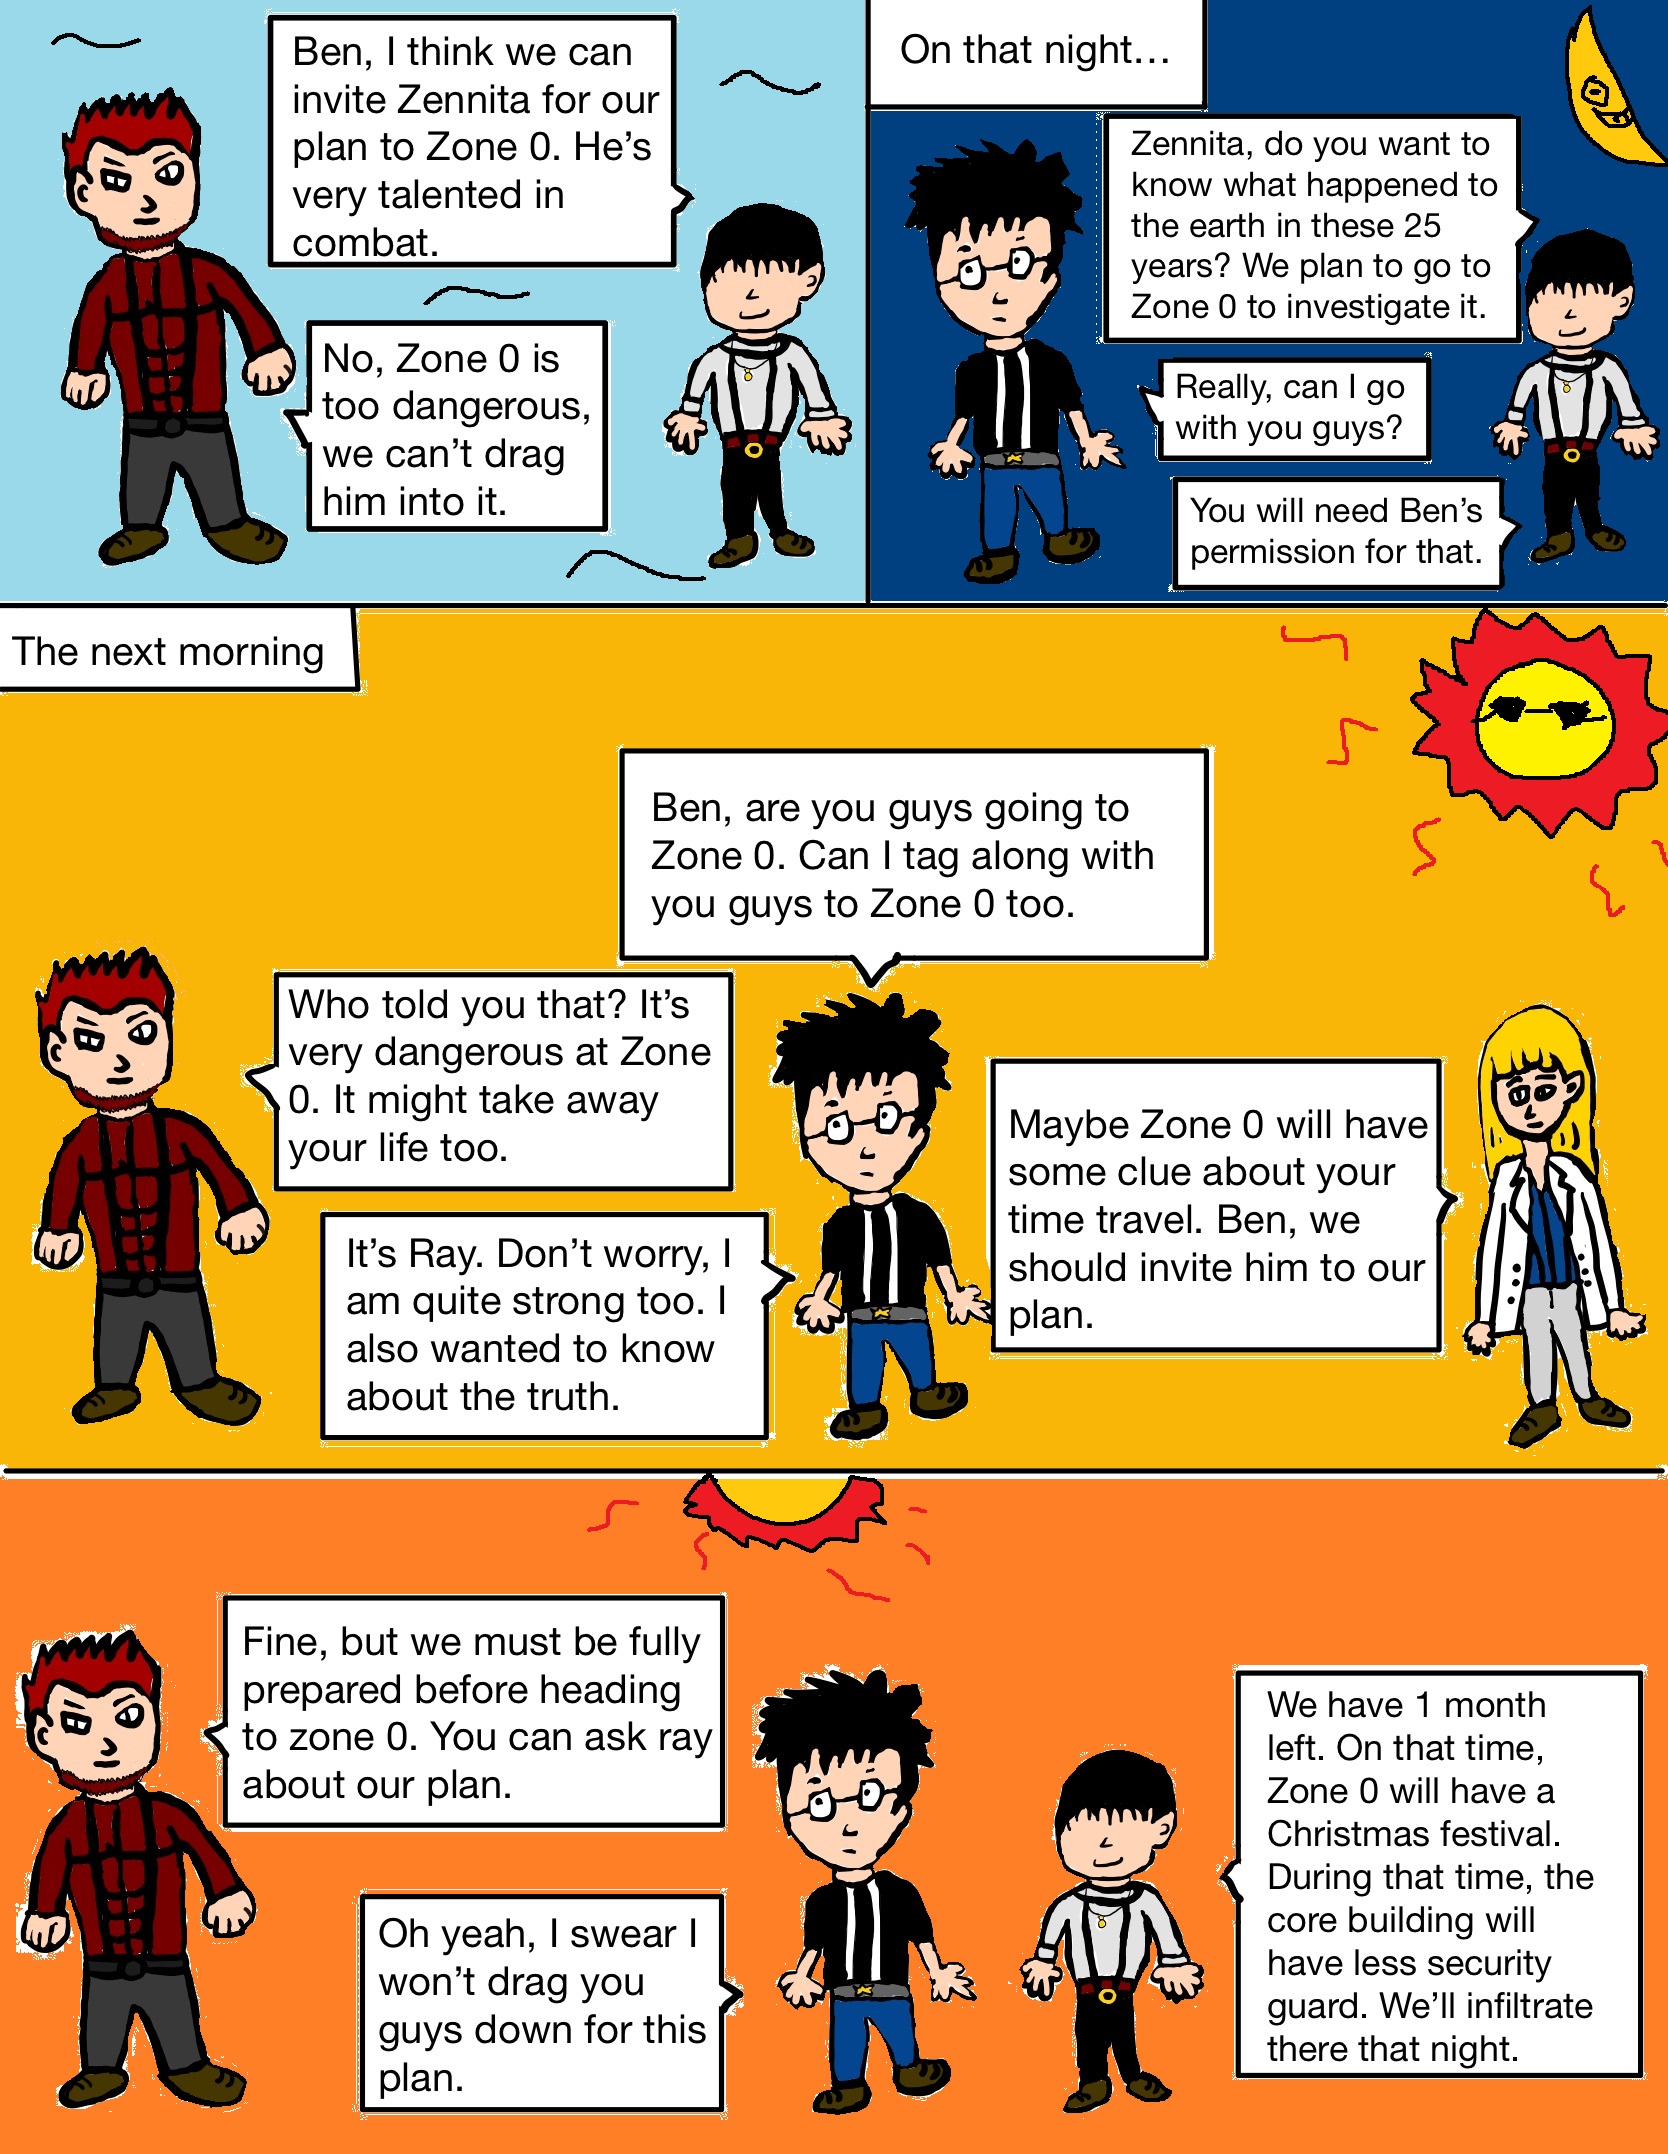 Ben, I think we can
invite Zennita for our
plan to Zone 0. He's
very talented in
combat.
No, Zone 0 is
too dangerous,
we can't drag
him into it.
On that night...
Zennita, do you want to
know what happened to
the earth in these 25
years? We plan to go to
Zone 0 to investigate it.
Really, can I go
with you guys?
You will need Ben's
permission for that.
The next morning
Ben, are you guys going to
Zone 0. Can I tag along with
you guys to Zone 0 too.
Who told you that? It's
very dangerous at Zone
0. It might take away
your life too.
It's Ray. Don't worry, I
am quite strong too. I
also wanted to know
about the truth.
Maybe Zone 0 will have
some clue about your
time travel. Ben, we
should invite him to our
plan.
Fine, but we must be fully
prepared before heading
to zone 0. You can ask ray
about our plan.
Oh yeah, I swear I
won't drag you
guys down for this
plan.
We have 1 month
left. On that time,
Zone 0 will have a
Christmas festival.
During that time, the
core building will
have less security
guard. We'll infiltrate
there that night.